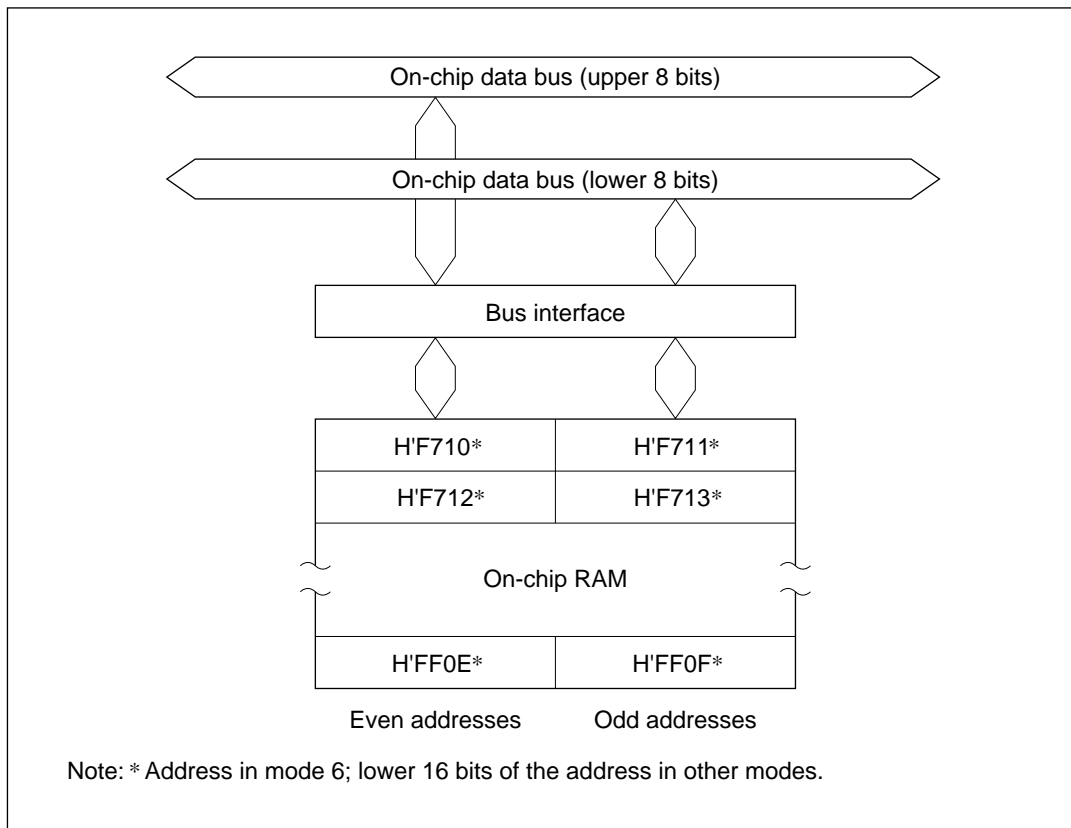 On-chip data bus (upper 8 bits)
On-chip data bus (lower 8 bits)
Bus interface
H'F710* H'F711*
H'F712* H'F713*
On-chip RAM
H'FF0E* H'FF0F*
Even addresses Odd addresses
Note: * Address in mode 6; lower 16 bits of the address in other modes.